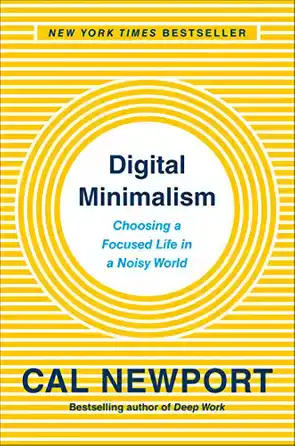 NEW YORK TIMES BESTSELLER
Digital
Minimalism
Choosing a
Focused Life in
a Noisy World
CAL NEWPORT
Bestselling author of Deep Work